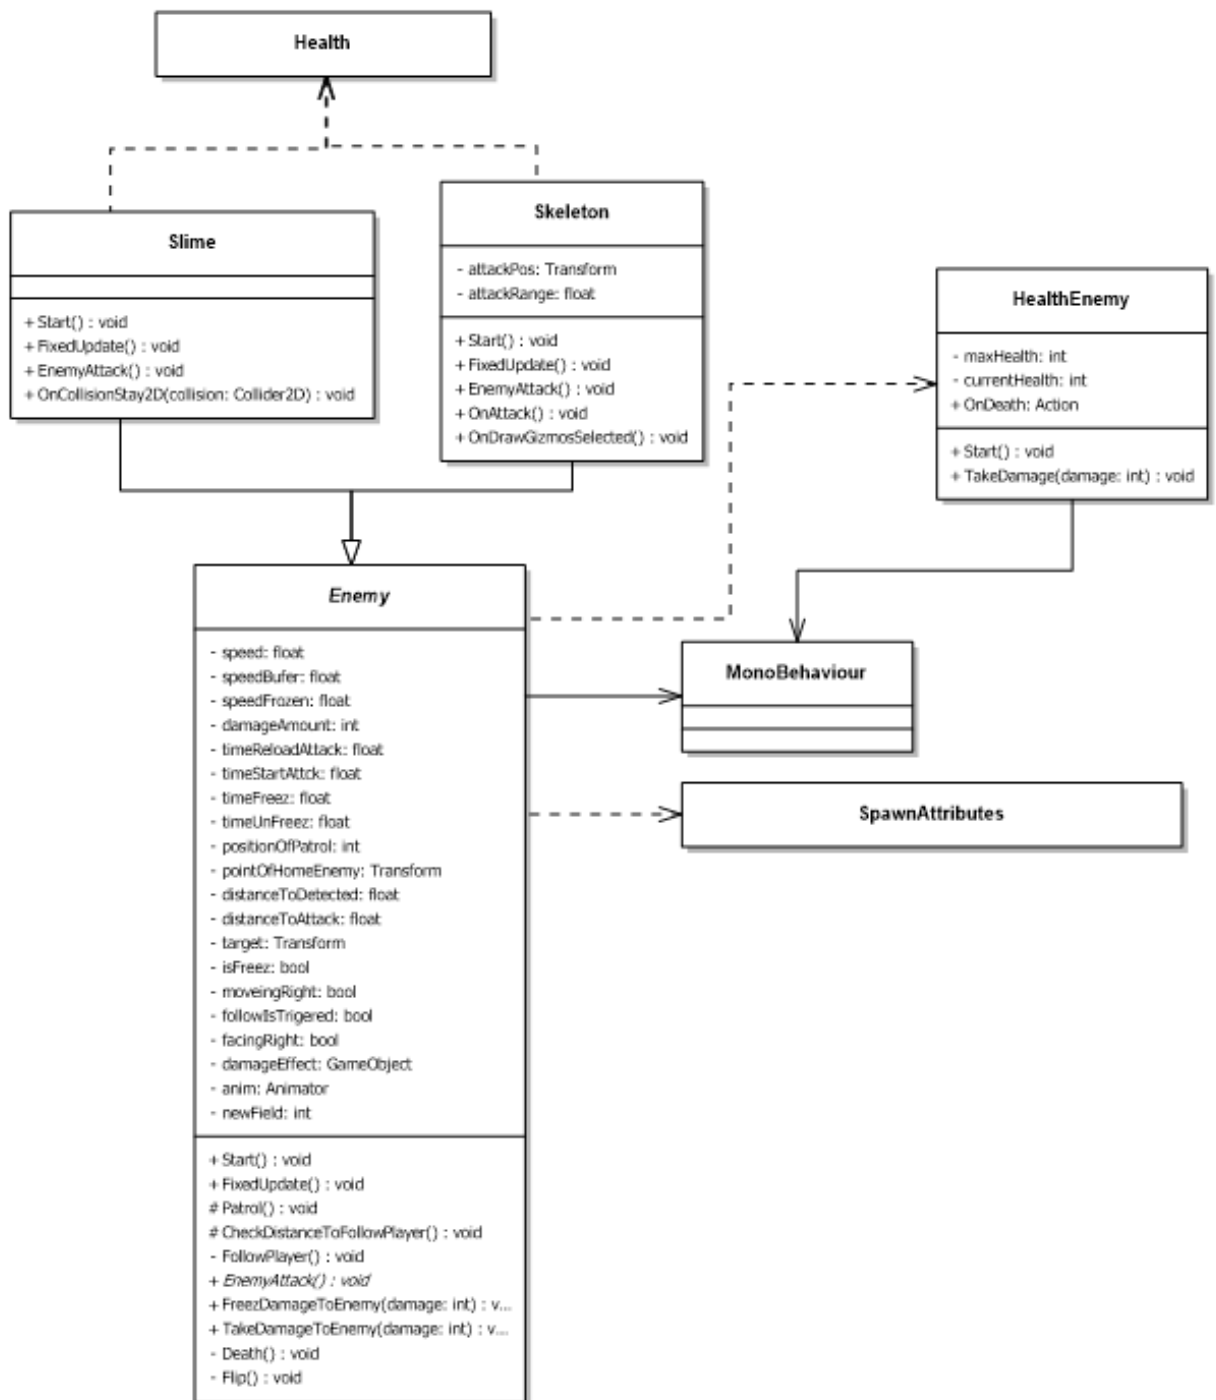 Health
Slime
+ Start() : void
+ FixedUpdate() : void
+ EnemyAttack() : void
+ OnCollisionStay2D(collision: Collider2D) : void
Skeleton
- attackPos: Transform
- attackRange: float
+ Start() : void
+ FixedUpdate() : void
+ EnemyAttack() : void
+ OnAttack() : void
+ OnDrawGizmosSelected() : void
HealthEnemy
- maxHealth: int
- currentHealth: int
+ OnDeath: Action
+ Start() : void
+ TakeDamage(damage: int) : void
Enemy
- speed: float
- speedBufer: float
- speedFrozen: float
- damageAmount: int
- timeReloadAttack: float
- timeStartAttck: float
- timeFreez: float
- timeUnFreez: float
- positionOfPatrol: int
- pointOfHomeEnemy: Transform
- distanceToDetected: float
- distanceToAttack: float
- target: Transform
- isFreez: bool
- moveingRight: bool
- followIsTrigered: bool
- facingRight: bool
- damageEffect: GameObject
- anim: Animator
- newField: int
+ Start() : void
+ FixedUpdate() : void
# Patrol() : void
# CheckDistanceToFollowPlayer() : void
- FollowPlayer() : void
+ EnemyAttack() : void
+ FreezDamageToEnemy(damage: int) : v...
+ TakeDamageToEnemy(damage: int) : v...
- Death() : void
- Flip() : void
MonoBehaviour
SpawnAttributes